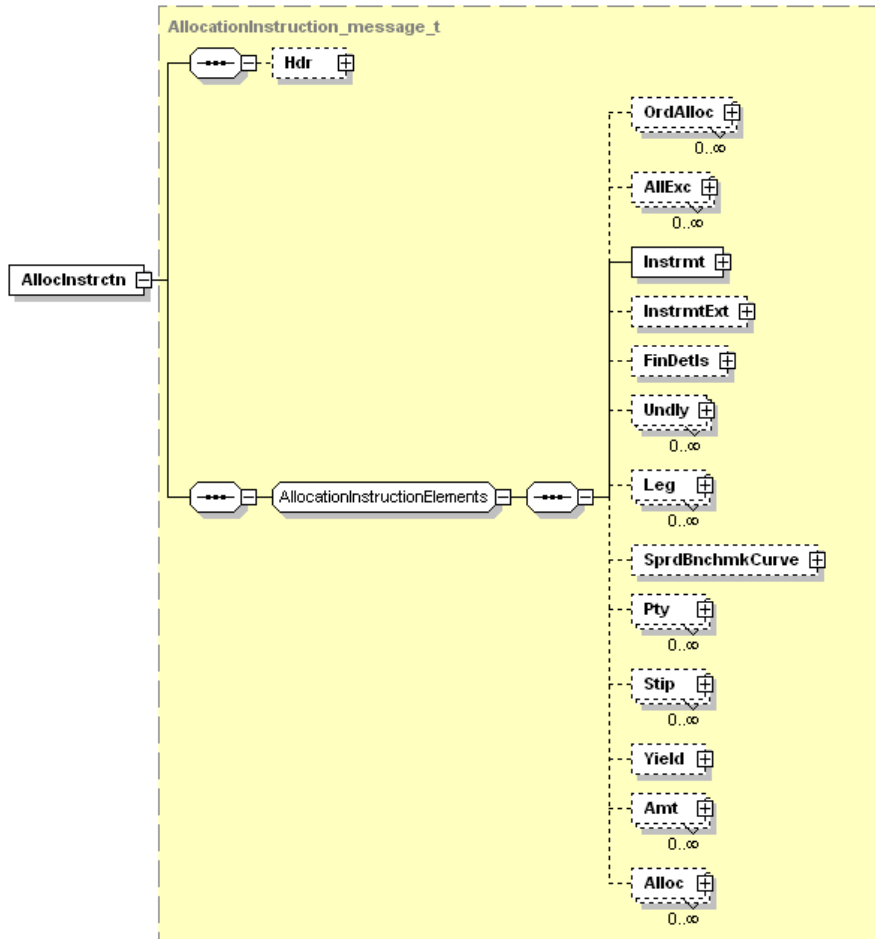 AllocationInstruction_message_t
Hdr
OrdAlloc
0..∞
AllExc
0..∞
AllocInstrctn
Instrmt
InstrmtExt
FinDetls
Undly
0..∞
AllocationInstructionElements
Leg
0..∞
SprdBnchmkCurve
Pty
0..∞
Stip
0..∞
Yield
Amt
0..∞
Alloc
0..∞